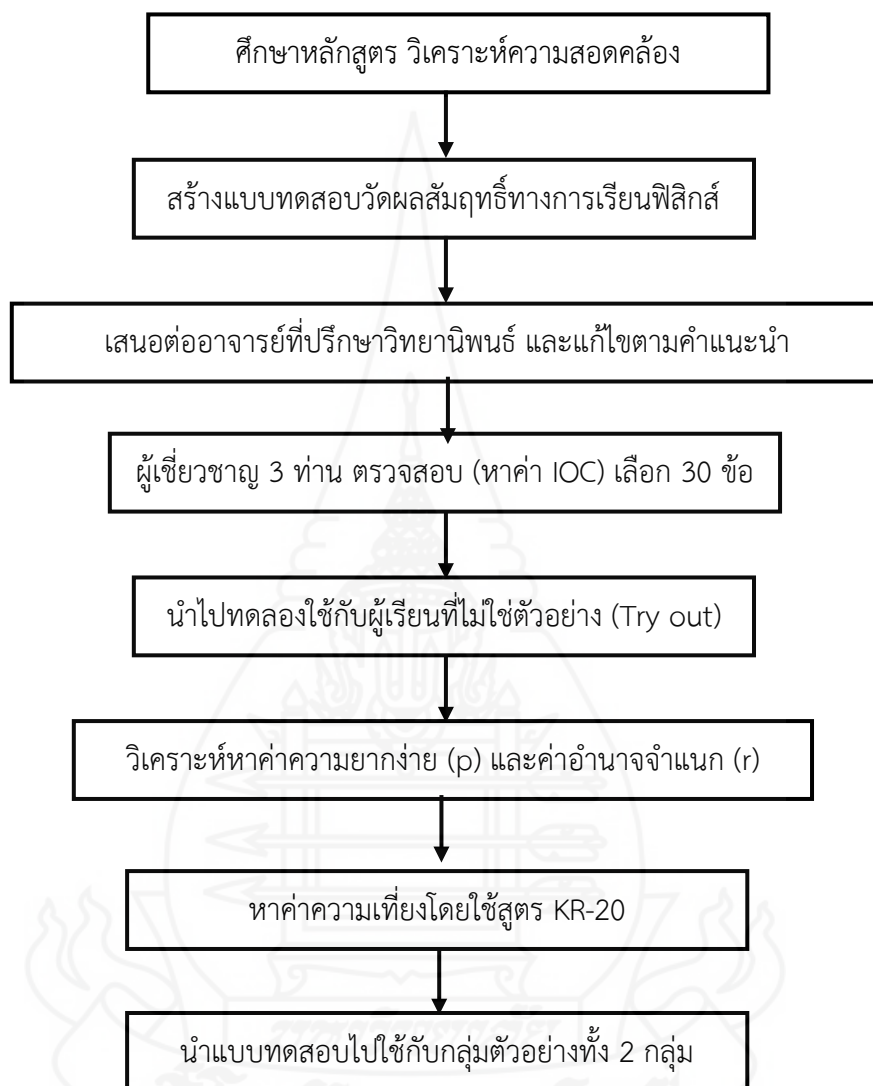 ศึกษาหลักสูตร วิเคราะห์ความสอดคล้อง
สร้างแบบทดสอบวัดผลสัมฤทธิ์ทางการเรียนฟิสิกส์
เสนอต่ออาจารย์ที่ปรึกษาวิทยานิพนธ์ และแก้ไขตามคำแนะนำ
ผู้เชี่ยวชาญ 3 ท่าน ตรวจสอบ (หาค่า IOC) เลือก 30 ข้อ
นำไปทดลองใช้กับผู้เรียนที่ไม่ใช่ตัวอย่าง (Try out)
วิเคราะห์หาค่าความยากง่าย (p) และค่าอำนาจจำแนก (r)
หาค่าความเที่ยงโดยใช้สูตร KR-20
นำแบบทดสอบไปใช้กับกลุ่มตัวอย่างทั้ง 2 กลุ่ม